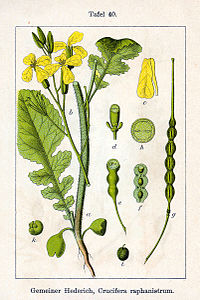 Tafel 40.
b
c
d
h
a
e
f
g
k
i
Gemeiner Hederich, Crucifera raphanistrum.